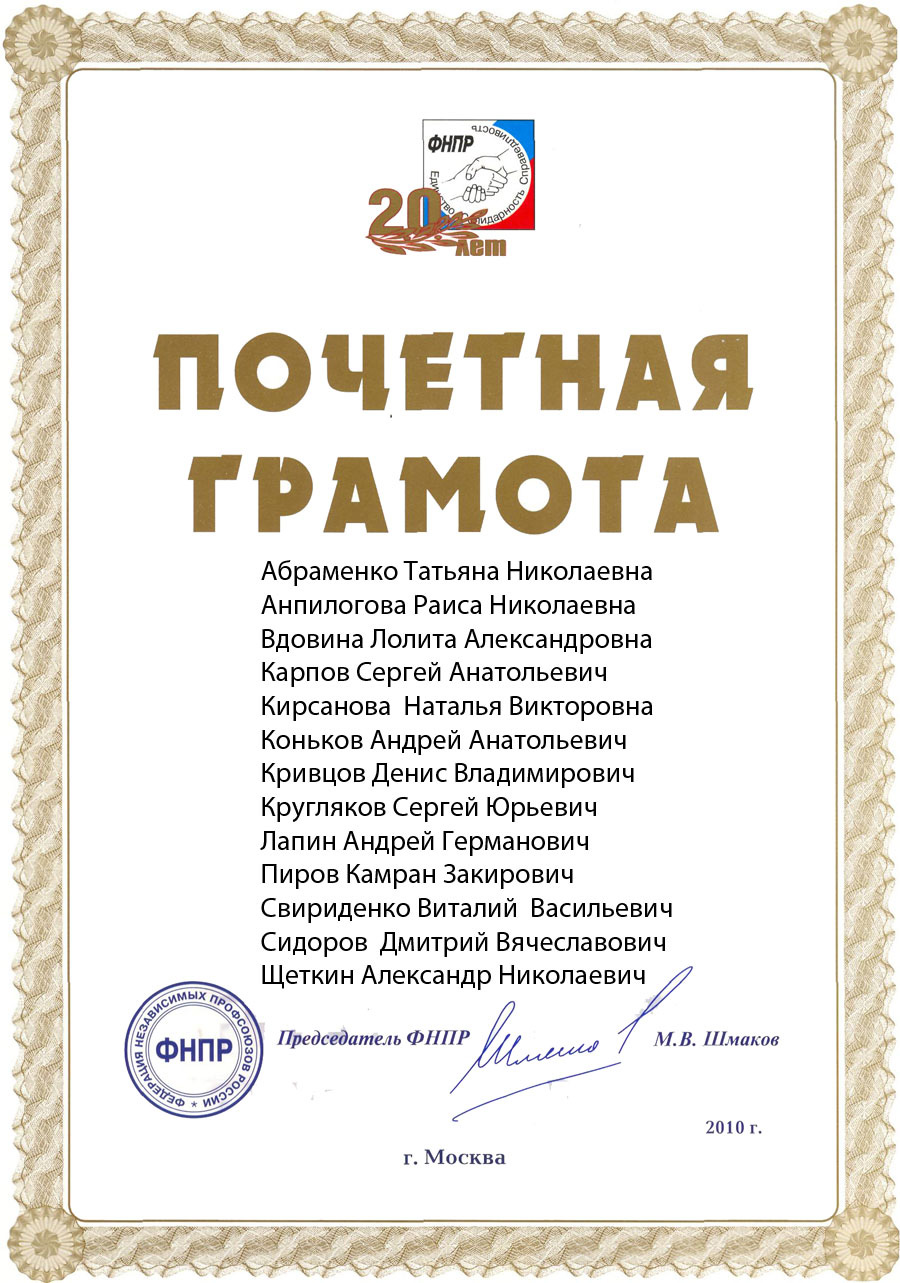 ФНПР
Единство Солидарность Справедливость
20 лет
ПОЧЕТНАЯ
ГРАМОТА
Абраменко Татьяна Николаевна
Анпилогова Раиса Николаевна
Вдовина Лолита Александровна
Карпов Сергей Анатольевич
Кирсанова Наталья Викторовна
Коньков Андрей Анатольевич
Кривцов Денис Владимирович
Кругляков Сергей Юрьевич
Лапин Андрей Германович
Пиров Камран Закирович
Свириденко Виталий Васильевич
Сидоров Дмитрий Вячеславович
Щеткин Александр Николаевич
ФЕДЕРАЦИЯ НЕЗАВИСИМЫХ ПРОФСОЮЗОВ РОССИИ *
ФНПР
Председатель ФНПР
М.В. Шмаков
2010 г.
г. Москва